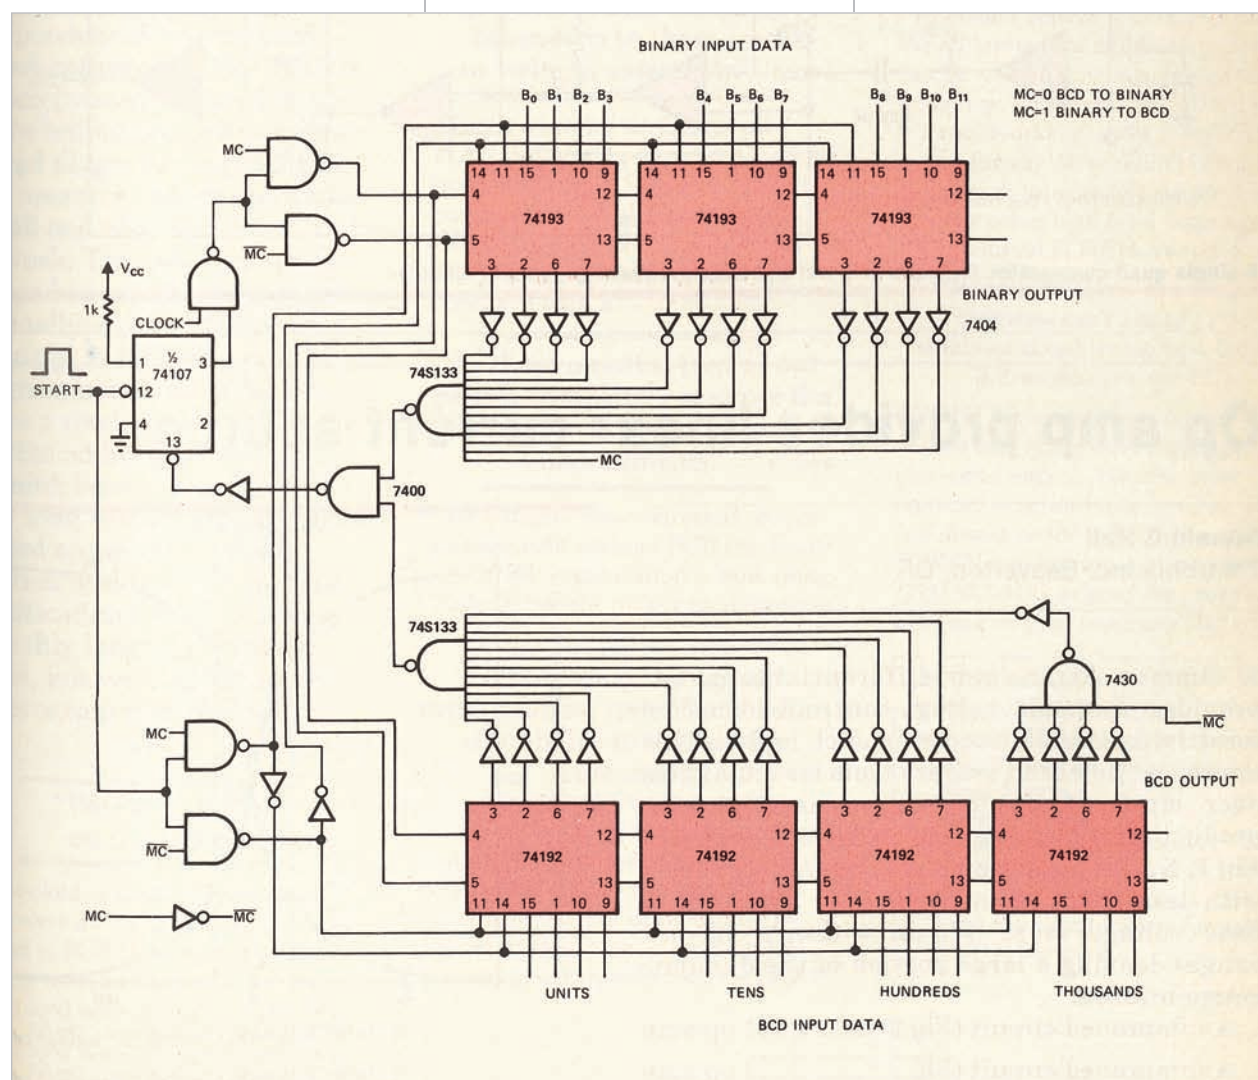 BINARY INPUT DATA
B0 B1 B2 B3 B4 B5 B6 B7 B8 B9 B10 B11
MC=0 BCD TO BINARY
MC=1 BINARY TO BCD
MC
14 11 15 1 10 9
14 11 15 1 10 9
14 11 15 1 10 9
4 12 4 12 4 12
74193 74193 74193
MC
5 13 5 13 5 13
3 2 6 7
3 2 6 7
3 2 6 7
VCC
1k
BINARY OUTPUT
7404
CLOCK
1 ½ 3
74107
START
12
4 2
13
74S133
MC
7400
74S133
7430
MC
MC
BCD OUTPUT
3 2 6 7
3 2 6 7
3 2 6 7
3 2 6 7
4 12 4 12 4 12 4 12
MC
74192 74192 74192 74192
5 13 5 13 5 13 5 13
11 14 15 1 10 9
11 14 15 1 10 9
11 14 15 1 10 9
11 14 15 1 10 9
MC MC
UNITS TENS HUNDREDS THOUSANDS
BCD INPUT DATA